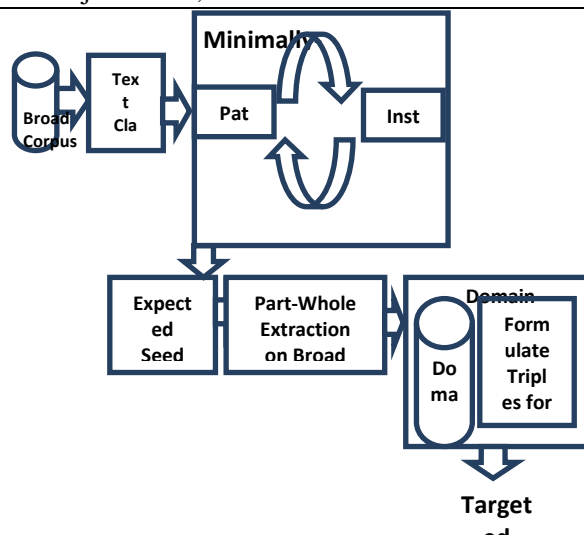 Minimally
Broad
Corpus
Tex
t
Cla
Pat
Inst
Expect
ed
Seed
Part-Whole
Extraction
on Broad
Domain
Do
ma
Form
ulate
Tripl
es for
Target
ed